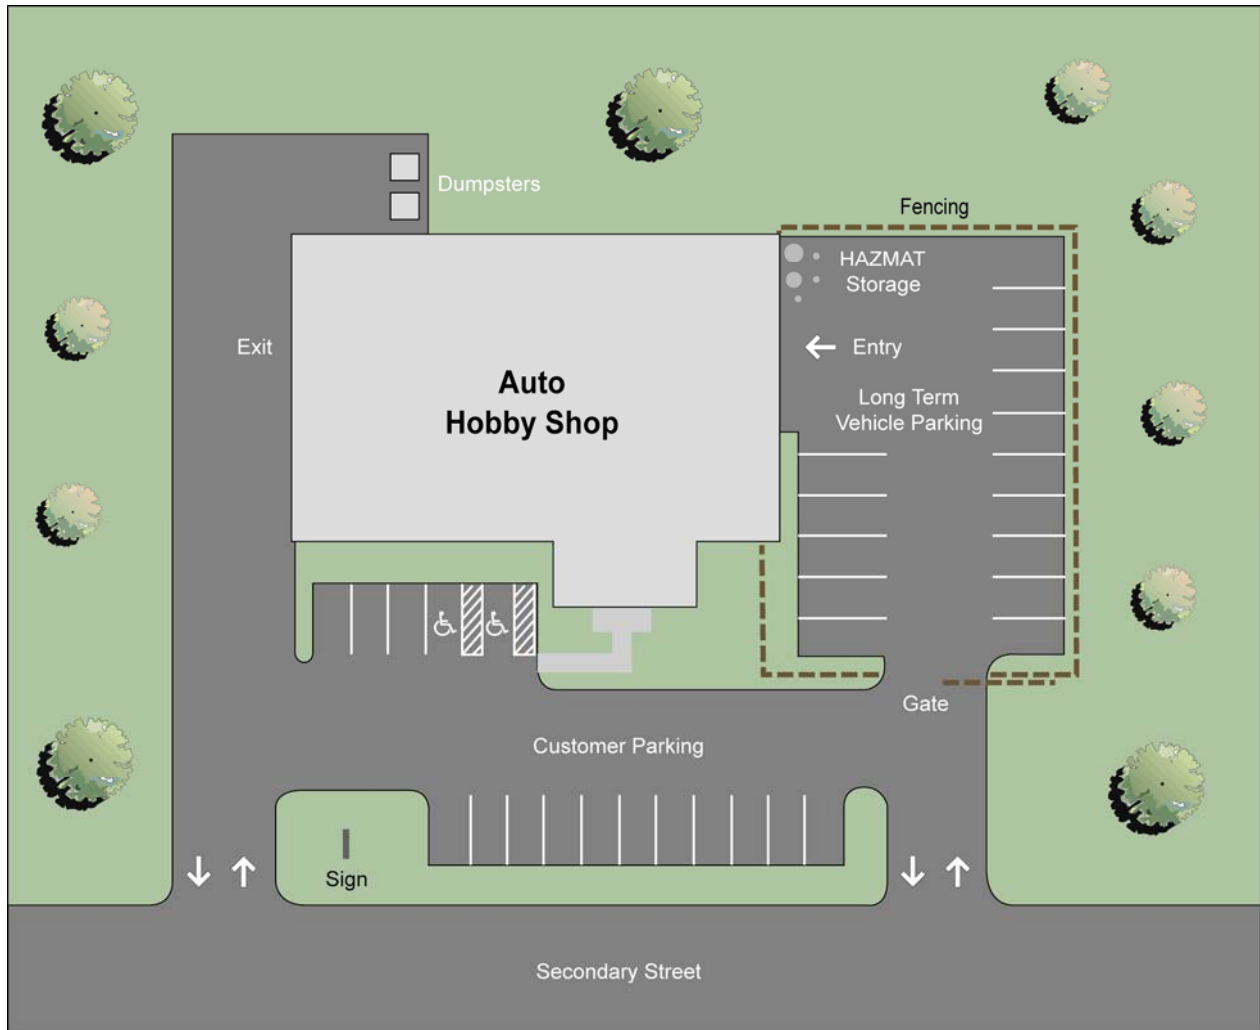 Dumpsters
Fencing
HAZMAT
Storage
Exit
Entry
Auto
Hobby Shop
Long Term
Vehicle Parking
Gate
Customer Parking
Sign
Secondary Street